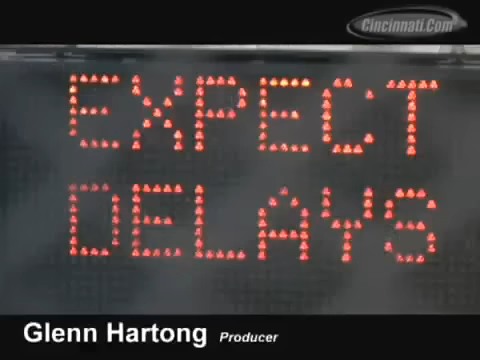 Cincinnati.Com
EXPECT
DELAYS
Glenn Hartong Producer